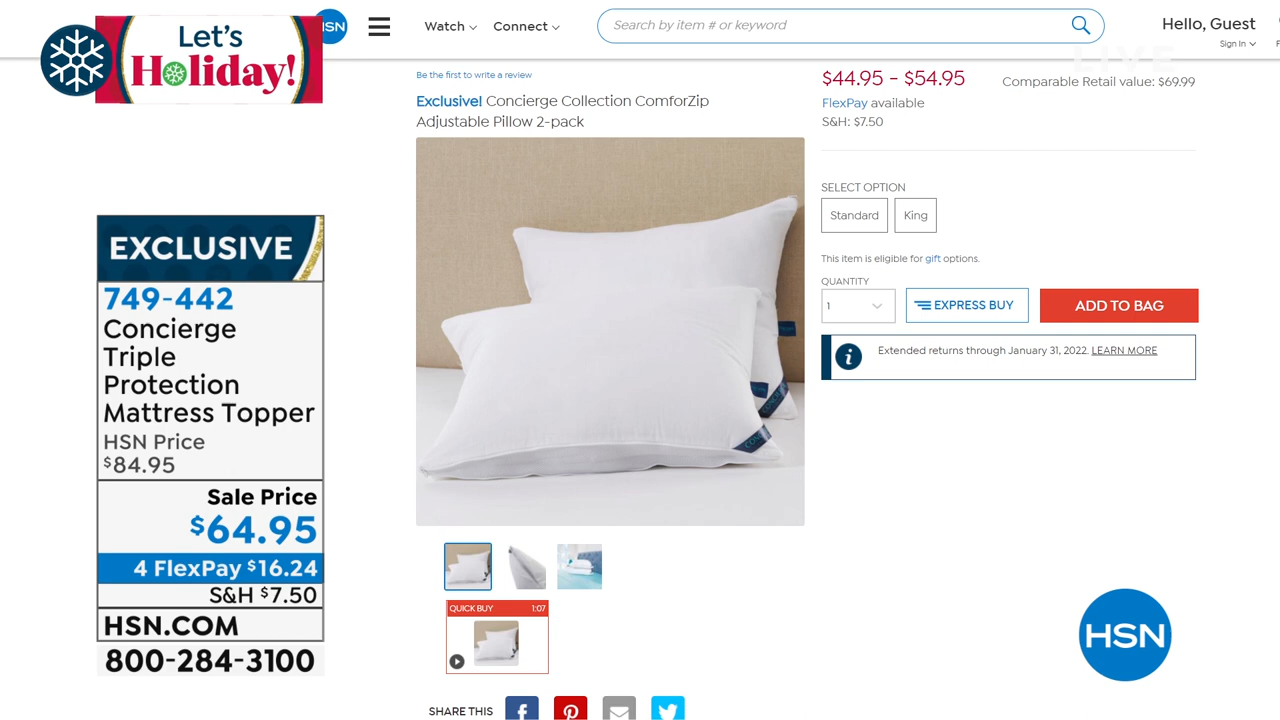 Let's
Holiday!
HSN
Watch
Connect
Search by item # or keyword
Hello, Guest
Sign In
LIVE
Be the first to write a review
Exclusive! Concierge Collection ComforZip
Adjustable Pillow 2-pack
$44.95 - $54.95
Comparable Retail value: $69.99
FlexPay available
S&H: $7.50
SELECT OPTION
Standard
King
This item is eligible for gift options.
QUANTITY
1
EXPRESS BUY
ADD TO BAG
Extended returns through January 31, 2022. LEARN MORE
EXCLUSIVE
749-442
Concierge
Triple
Protection
Mattress Topper
HSN Price
$84.95
Sale Price
$64.95
4 FlexPay $16.24
S&H $7.50
HSN.COM
800-284-3100
QUICK BUY 1:07
HSN
SHARE THIS